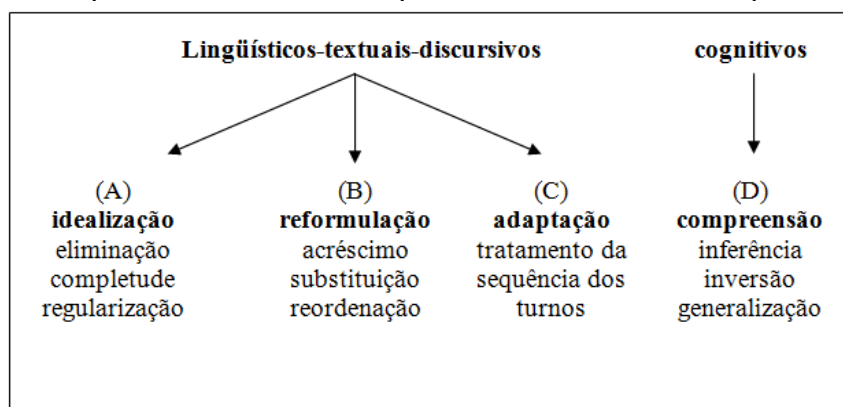 Lingüísticos-textuais-discursivos cognitivos
(A) (B) (C) (D)
idealização reformulação adaptação compreensão
eliminação acréscimo tratamento da inferência
completude substituição sequência dos inversão
regularização reordenação turnos generalização